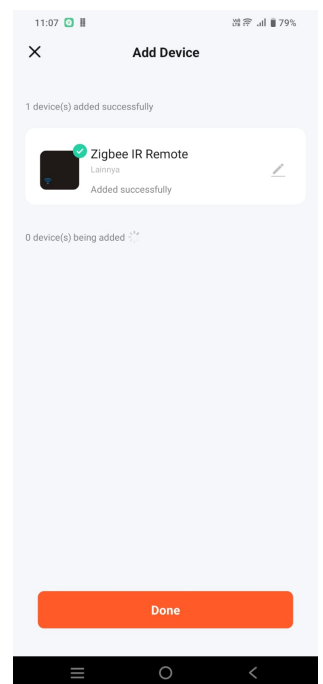 11:07 79%
Add Device
1 device(s) added successfully
Zigbee IR Remote
Lainnya
Added successfully
0 device(s) being added
Done